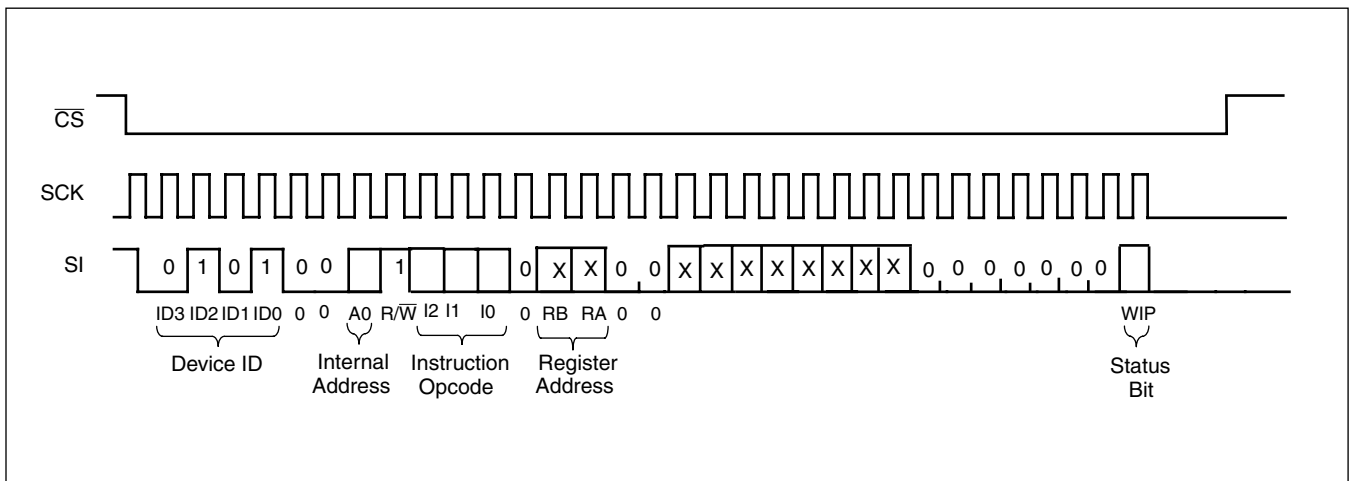 CS
SCK
SI
0 1 0 1 0 0 1 0 X X 0 0 X X X X X X X X 0 0 0 0 0 0 0
ID3 ID2 ID1 ID0 0 0 A0 R/W I2 I1 I0 0 RB RA 0 0 WIP
Device ID Internal Address Instruction Opcode Register Address Status Bit